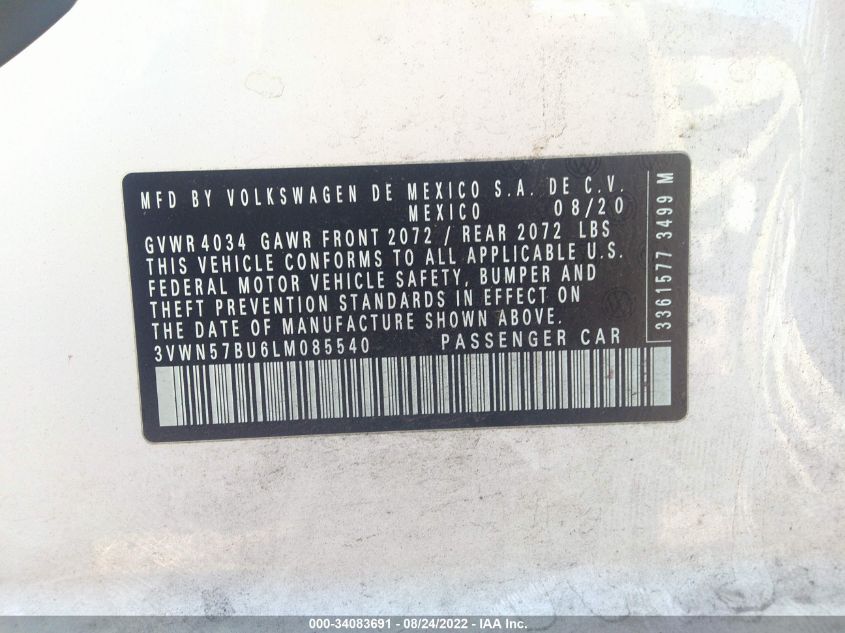 MFD BY VOLKSWAGEN DE MEXICO S.A. DE C.V.
MEXICO 08/20
GVWR 4034 GAWR FRONT 2072 / REAR 2072 LBS
THIS VEHICLE CONFORMS TO ALL APPLICABLE U.S.
FEDERAL MOTOR VEHICLE SAFETY, BUMPER AND
THEFT PREVENTION STANDARDS IN EFFECT ON
THE DATE OF MANUFACTURE SHOWN ABOVE.
3VWN57BU6LM085540 PASSENGER CAR
3361577 3499 M
000-34083691 - 08/24/2022 - IAA Inc.